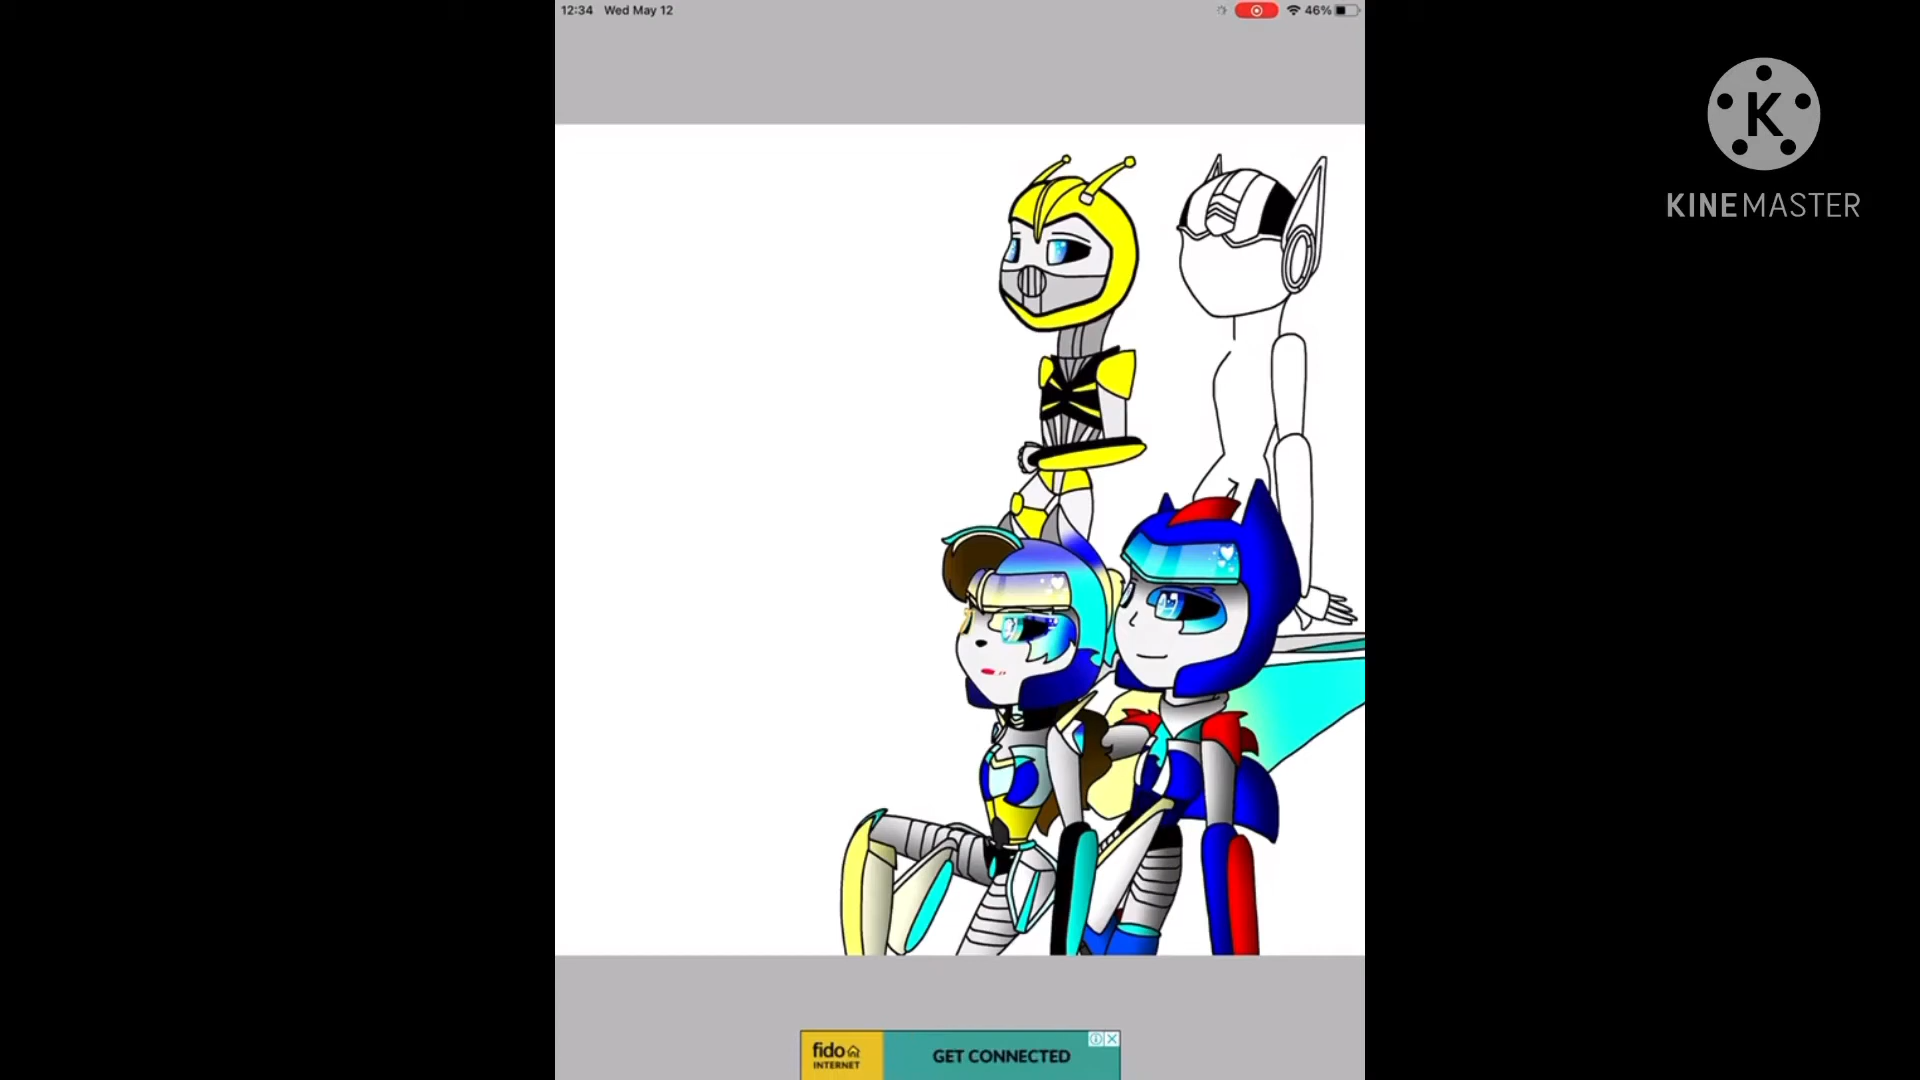 12:34 Wed May 12
46%
K
KINEMASTER
fido
INTERNET
GET CONNECTED